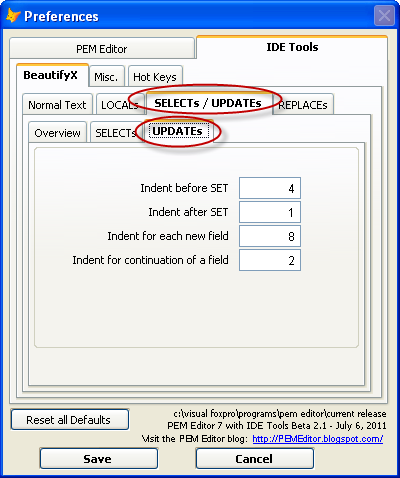 Preferences
PEM Editor IDE Tools
BeautifyX Misc. Hot Keys
Normal Text LOCALs SELECTs / UPDATEs REPLACEs
Overview SELECTs UPDATEs
Indent before SET 4
Indent after SET 1
Indent for each new field 8
Indent for continuation of a field 2
Reset all Defaults
c:\visual foxpro\programs\pem editor\current release
PEM Editor 7 with IDE Tools Beta 2.1 - July 6, 2011
Visit the PEM Editor blog: http://PEMEditor.blogspot.com/
Save Cancel